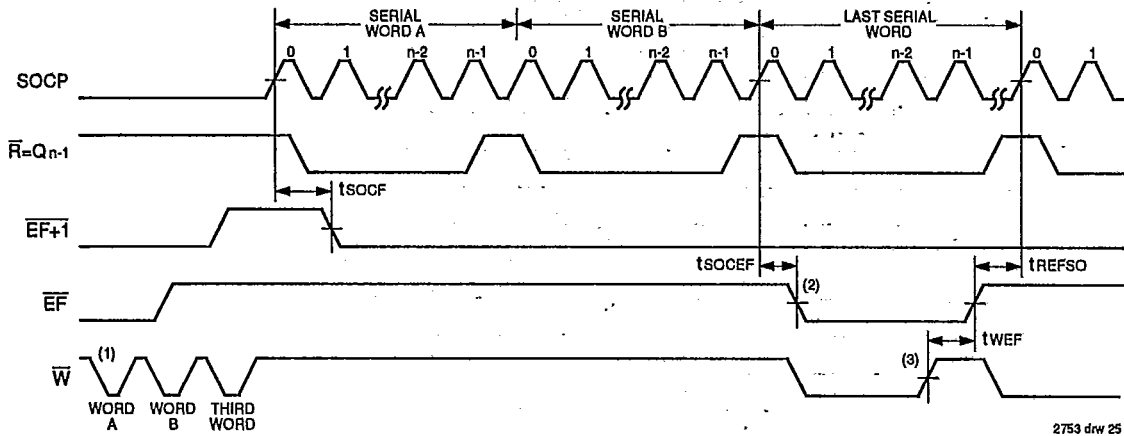 SERIAL WORD A
SERIAL WORD B
LAST SERIAL WORD
0 1 n-2 n-1 0 1 n-2 n-1 0 1 n-2 n-1 0 1
SOCP
R̅=Qn-1
tSOCF
E̅F̅+̅1̅
tSOCEF
tREFSO
E̅F̅
(2)
tWEF
W̅
(1)
(3)
WORD A
WORD B
THIRD WORD
2753 drw 25